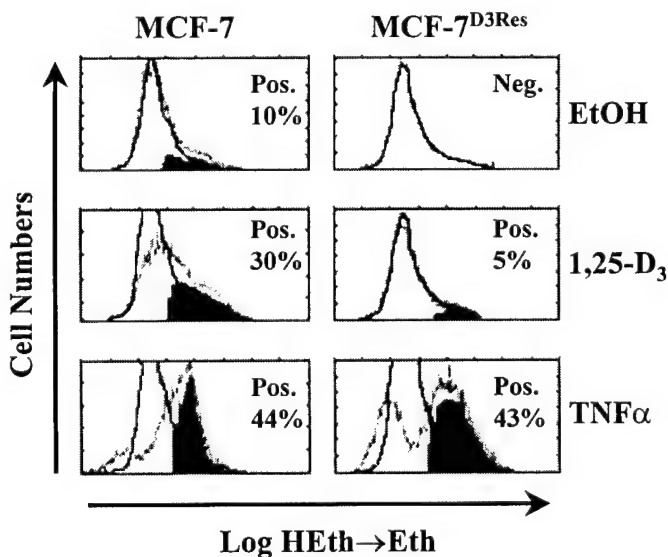 MCF-7
MCF-7D3Res
Pos.
10%
Neg.
EtOH
Pos.
30%
Pos.
5%
1,25-D3
Pos.
44%
Pos.
43%
TNFα
Cell Numbers
Log HEth→Eth